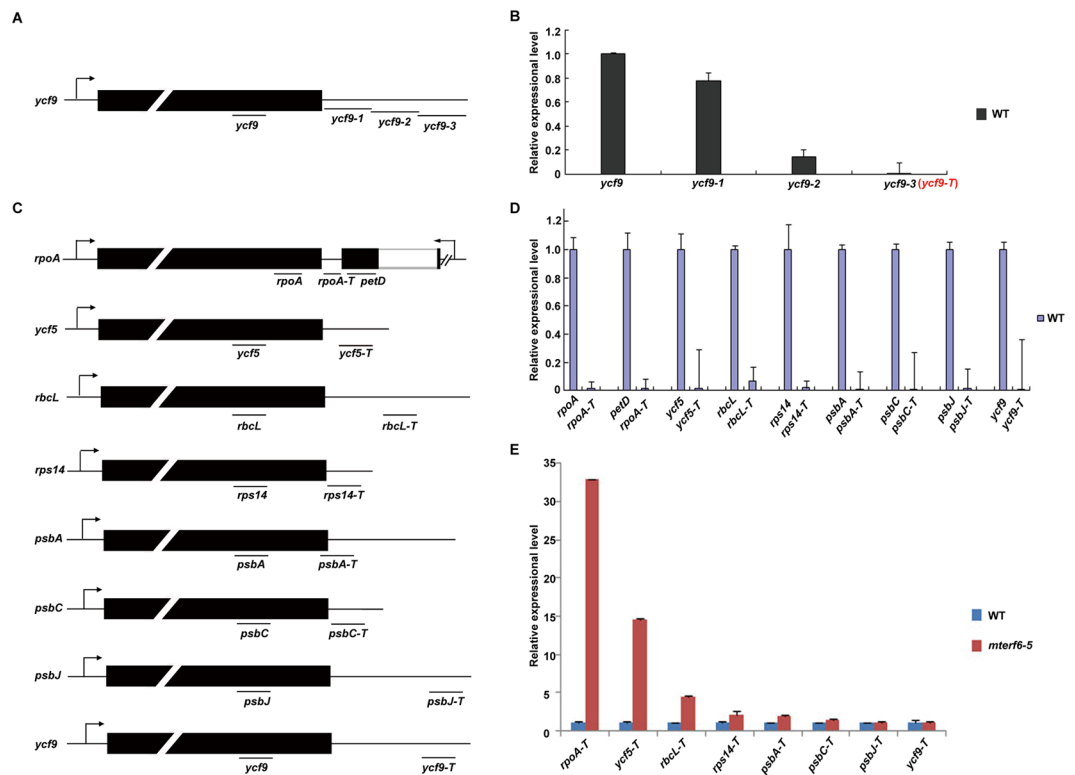 A
ycf9
ycf9
ycf9-1
ycf9-2
ycf9-3
B
Relative expressional level
1.2
1.0
0.8
0.6
0.4
0.2
0
ycf9
ycf9-1
ycf9-2
ycf9-3 (ycf9-T)
WT
C
rpoA
rpoA
rpoA-T
petD
ycf5
ycf5
ycf5-T
rbcL
rbcL
rbcL-T
rps14
rps14
rps14-T
psbA
psbA
psbA-T
psbC
psbC
psbC-T
psbJ
psbJ
psbJ-T
ycf9
ycf9
ycf9-T
D
Relative expressional level
1.2
1.0
0.8
0.6
0.4
0.2
0
rpoA
rpoA-T
petD
rpoA-T
ycf5
ycf5-T
rbcL
rbcL-T
rps14
rps14-T
psbA
psbA-T
psbC
psbC-T
psbJ
psbJ-T
ycf9
ycf9-T
WT
E
Relative expressional level
35
30
25
20
15
10
5
0
rpoA-T
ycf5-T
rbcL-T
rps14-T
psbA-T
psbC-T
psbJ-T
ycf9-T
WT
mterf6-5